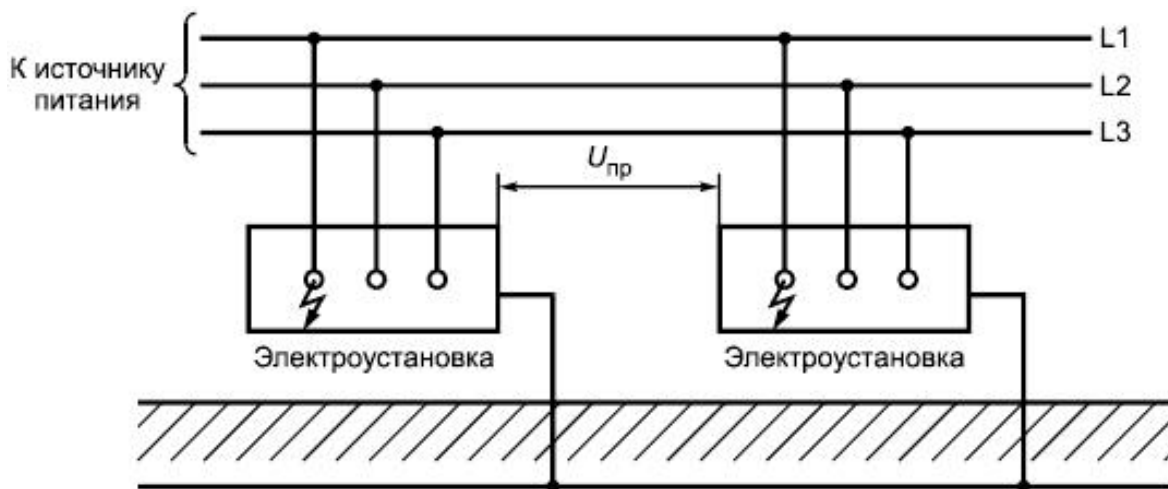 L1
К источнику
питания
L2
L3
Uпр
Электроустановка
Электроустановка